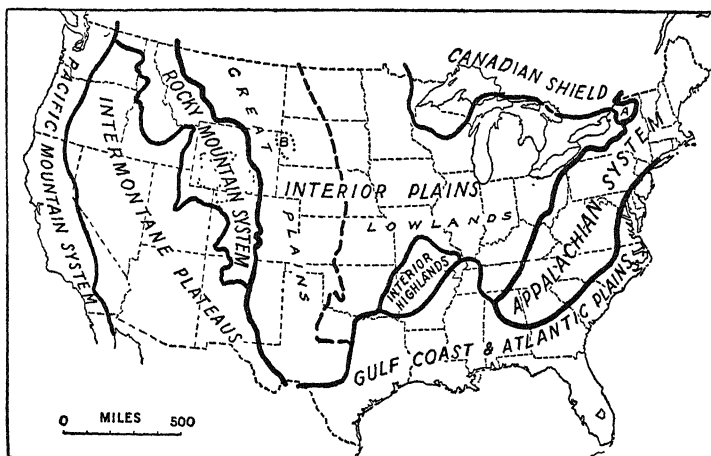 CANADIAN SHIELD
A
PACIFIC MOUNTAIN SYSTEM
INTERMONTANE PLATEAUS
ROCKY MOUNTAIN SYSTEM
GREAT
PLAINS
B
INTERIOR PLAINS
LOWLANDS
INTERIOR
HIGHLANDS
APPALACHIAN SYSTEM
GULF COAST & ATLANTIC PLAINS
0 MILES 500